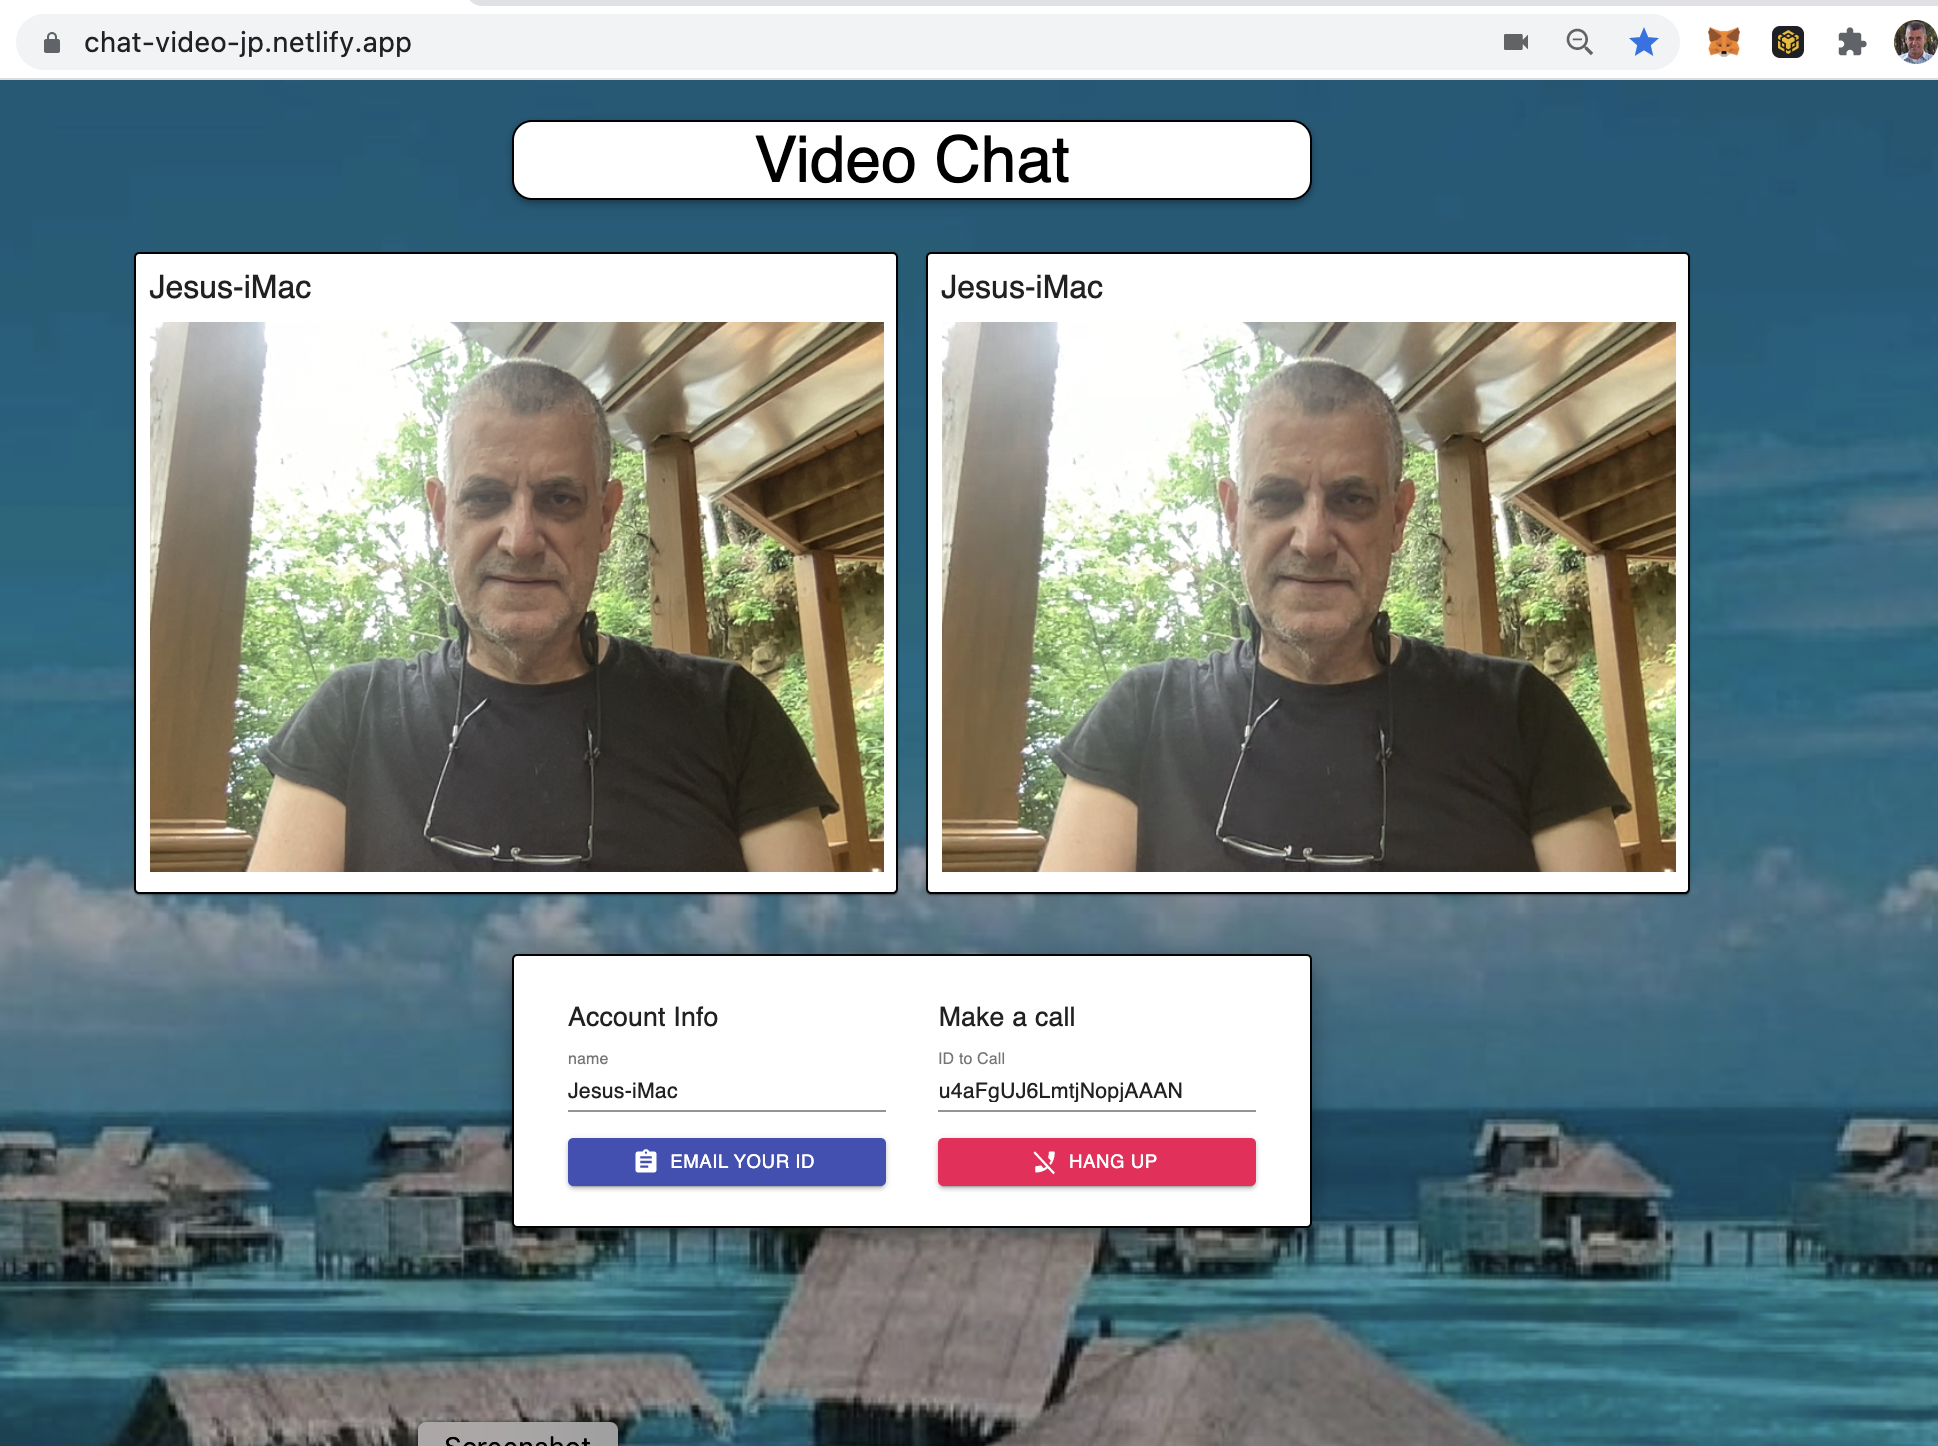 chat-video-jp.netlify.app
Video Chat
Jesus-iMac
Jesus-iMac
Account Info
name
Jesus-iMac
EMAIL YOUR ID
Make a call
ID to Call
u4aFgUJ6LmtjNopjAAAN
HANG UP
Screenshot